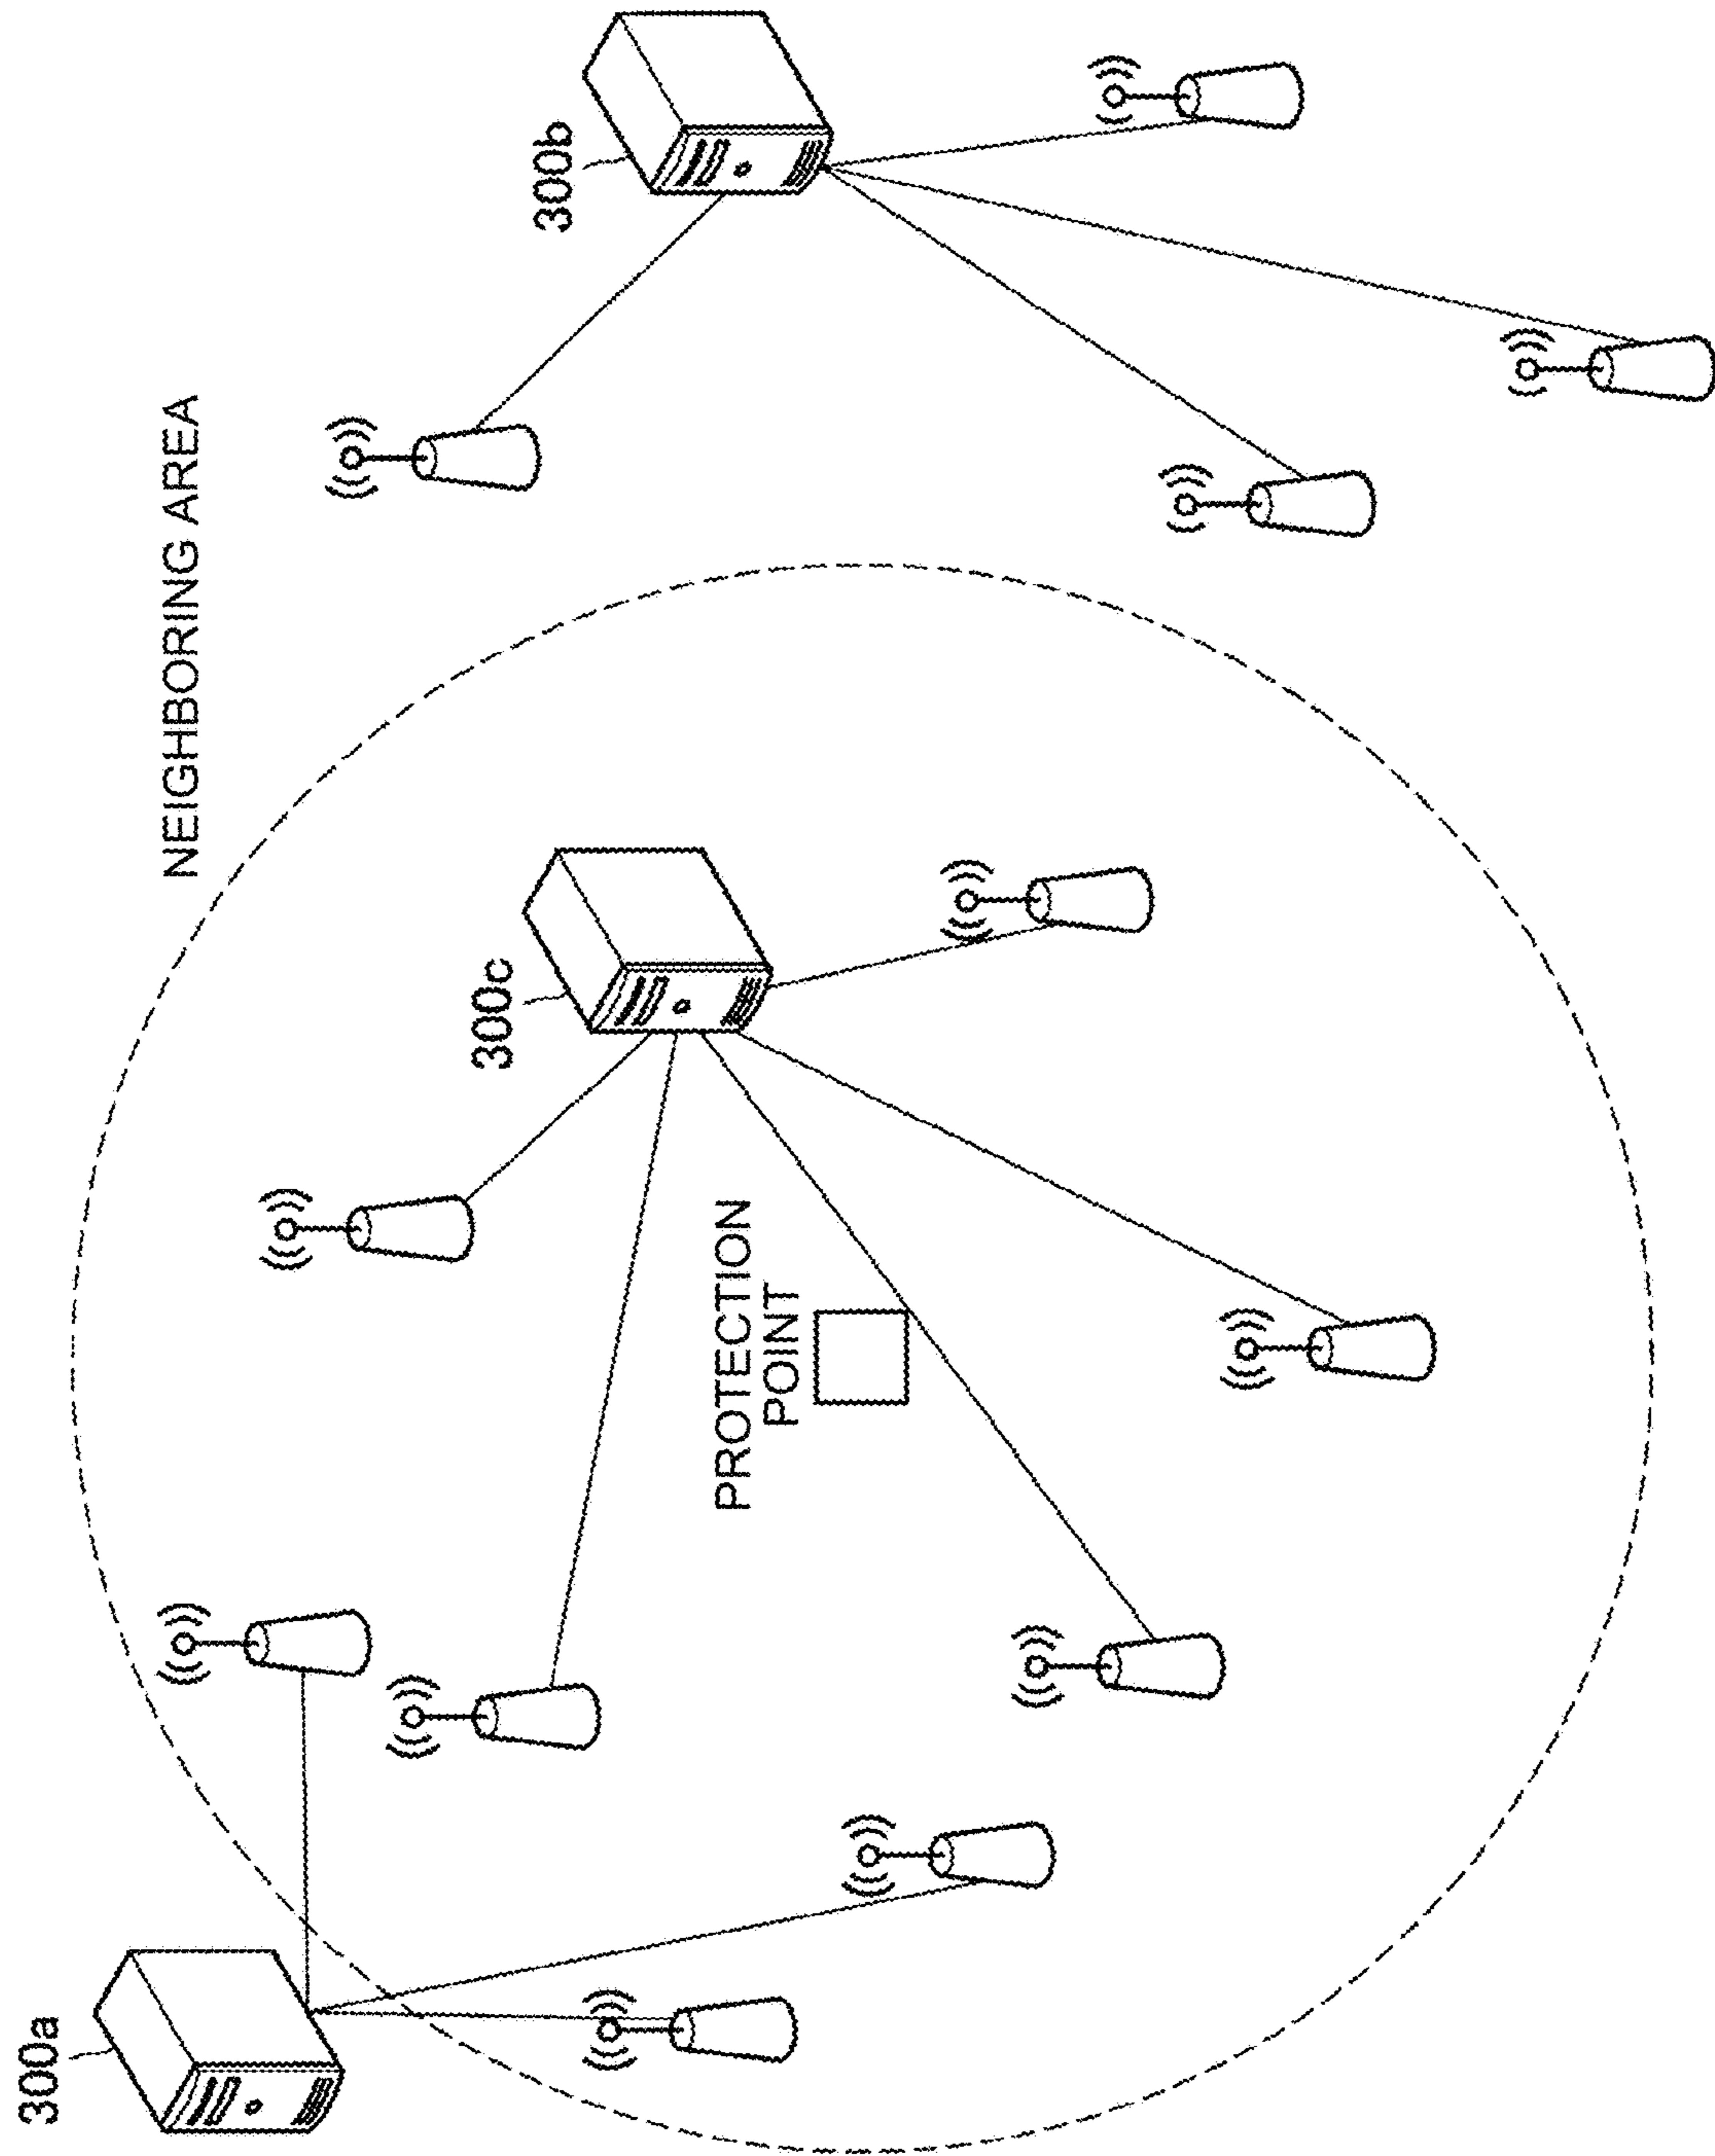 300a
NEIGHBORING AREA
300b
300c
PROTECTION
POINT